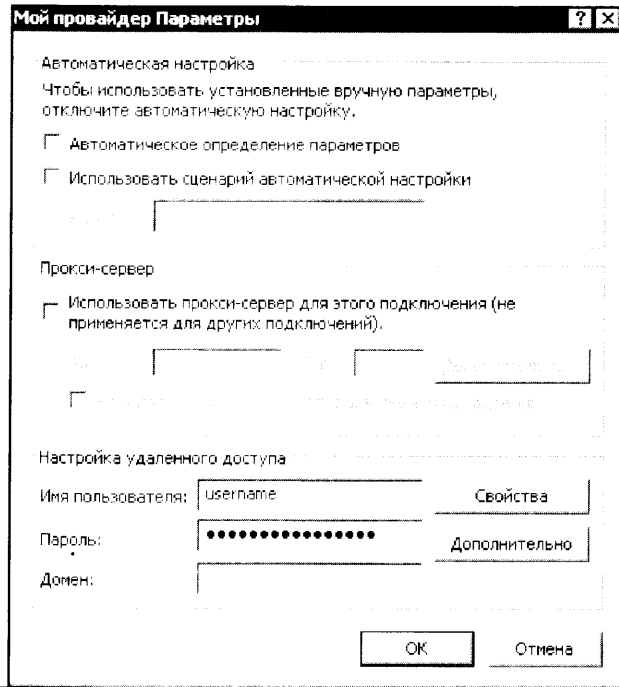 Мой провайдер Параметры
Автоматическая настройка
Чтобы использовать установленные вручную параметры,
отключите автоматическую настройку.
Автоматическое определение параметров
Использовать сценарий автоматической настройки
Прокси-сервер
Использовать прокси-сервер для этого подключения (не
применяется для других подключений).
Настройка удаленного доступа
Имя пользователя: username Свойства
Пароль: •••••••••••••••• Дополнительно
Домен:
ОК Отмена